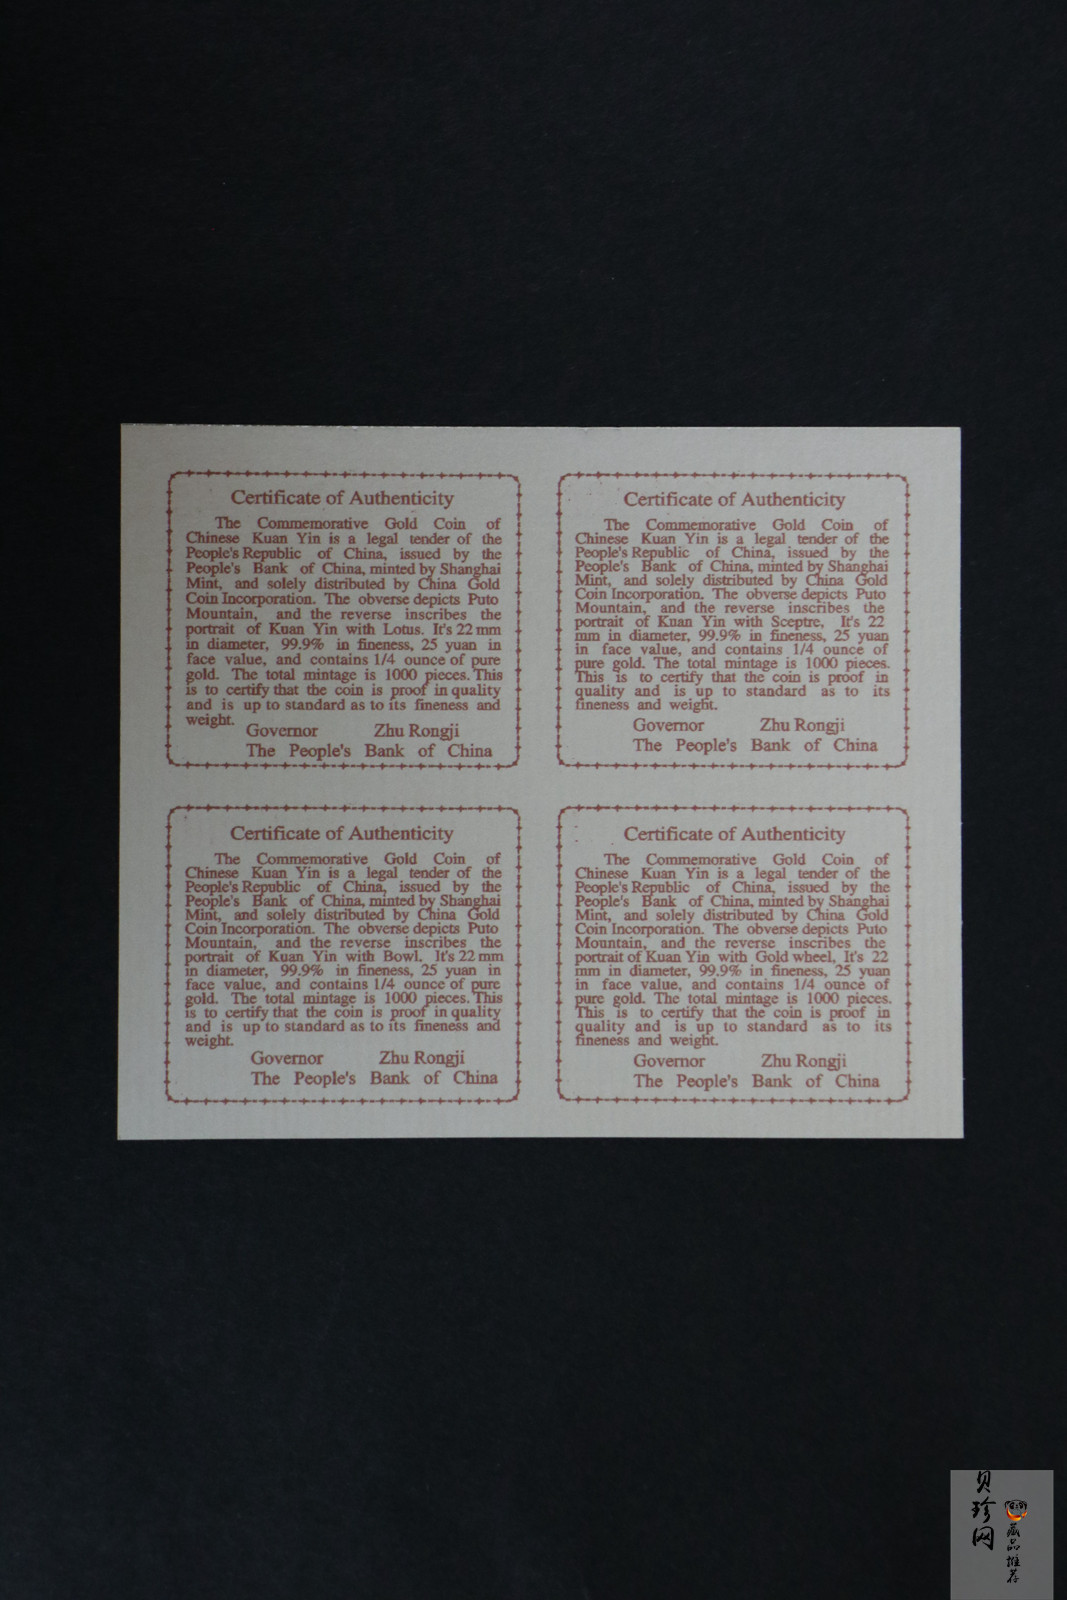 Certificate of Authenticity
The Commemorative Gold Coin of
Chinese Kuan Yin is a legal tender of the
People's Republic of China, issued by the
People's Bank of China, minted by Shanghai
Mint, and solely distributed by China Gold
Coin Incorporation. The obverse depicts Puto
Mountain, and the reverse inscribes the
portrait of Kuan Yin with Lotus. It's 22 mm
in diameter, 99.9% in fineness, 25 yuan in
face value, and contains 1/4 ounce of pure
gold. The total mintage is 1000 pieces. This
is to certify that the coin is proof in quality
and is up to standard as to its fineness and
weight.
Governor Zhu Rongji
The People's Bank of China
Certificate of Authenticity
The Commemorative Gold Coin of
Chinese Kuan Yin is a legal tender of the
People's Republic of China, issued by the
People's Bank of China, minted by Shanghai
Mint, and solely distributed by China Gold
Coin Incorporation. The obverse depicts Puto
Mountain, and the reverse inscribes the
portrait of Kuan Yin with Sceptre, It's 22
mm in diameter, 99.9% in fineness, 25 yuan
in face value, and contains 1/4 ounce of
pure gold. The total mintage is 1000 pieces.
This is to certify that the coin is proof in
quality and is up to standard as to its
fineness and weight.
Governor Zhu Rongji
The People's Bank of China
Certificate of Authenticity
The Commemorative Gold Coin of
Chinese Kuan Yin is a legal tender of the
People's Republic of China, issued by the
People's Bank of China, minted by Shanghai
Mint, and solely distributed by China Gold
Coin Incorporation. The obverse depicts Puto
Mountain, and the reverse inscribes the
portrait of Kuan Yin with Bowl, It's 22 mm
in diameter, 99.9% in fineness, 25 yuan in
face value, and contains 1/4 ounce of pure
gold. The total mintage is 1000 pieces. This
is to certify that the coin is proof in quality
and is up to standard as to its fineness and
weight.
Governor Zhu Rongji
The People's Bank of China
Certificate of Authenticity
The Commemorative Gold Coin of
Chinese Kuan Yin is a legal tender of the
People's Republic of China, issued by the
People's Bank of China, minted by Shanghai
Mint, and solely distributed by China Gold
Coin Incorporation. The obverse depicts Puto
Mountain, and the reverse inscribes the
portrait of Kuan Yin with Gold wheel, It's 22
mm in diameter, 99.9% in fineness, 25 yuan
in face value, and contains 1/4 ounce of
pure gold. The total mintage is 1000 pieces.
This is to certify that the coin is proof in
quality and is up to standard as to its
fineness and weight.
Governor Zhu Rongji
The People's Bank of China
贝珍网
藏品推荐